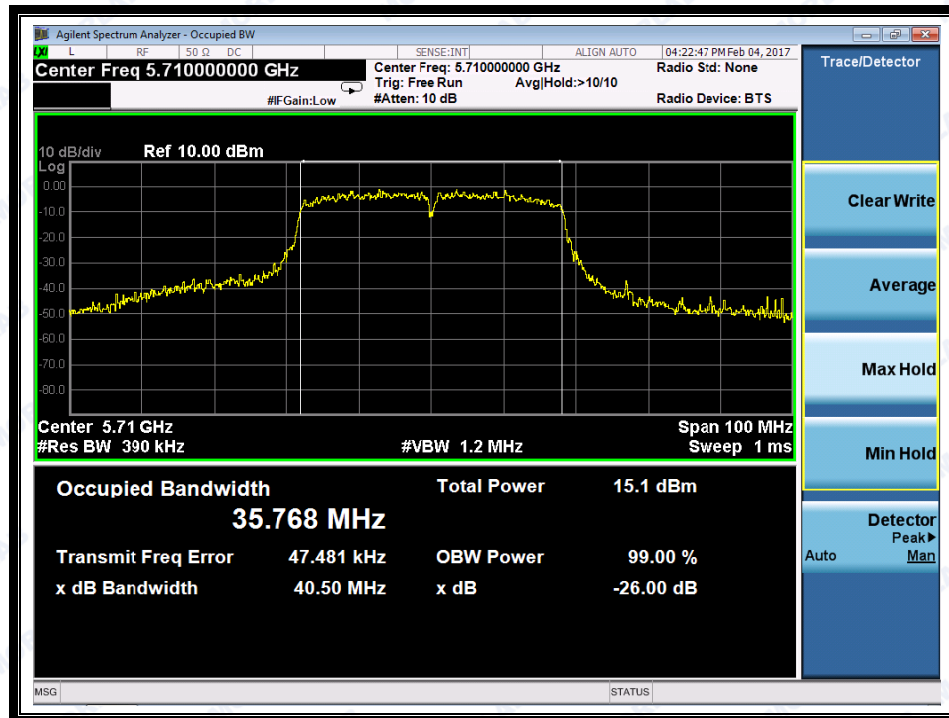 Agilent Spectrum Analyzer - Occupied BW
LXI L RF 50 Ω DC SENSE:INT ALIGN AUTO 04:22:47 PM Feb 04, 2017
Center Freq 5.710000000 GHz
Center Freq: 5.710000000 GHz
Radio Std: None
Trig: Free Run Avg|Hold:>10/10
#IFGain:Low
#Atten: 10 dB
Radio Device: BTS
10 dB/div Ref 10.00 dBm
Log
0.00
-10.0
-20.0
-30.0
-40.0
-50.0
-60.0
-70.0
-80.0
Center 5.71 GHz Span 100 MHz
#Res BW 390 kHz #VBW 1.2 MHz Sweep 1 ms
Occupied Bandwidth Total Power 15.1 dBm
35.768 MHz
Transmit Freq Error 47.481 kHz OBW Power 99.00 %
x dB Bandwidth 40.50 MHz x dB -26.00 dB
MSG STATUS
Trace/Detector
Clear Write
Average
Max Hold
Min Hold
Detector
Peak▶
Auto Man